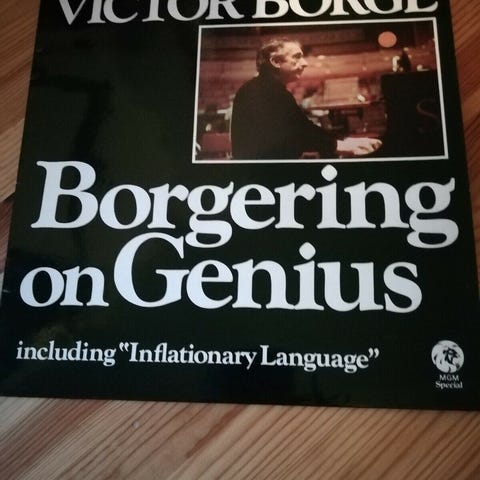 VICTOR BORGE
Borgering
on Genius
including "Inflationary Language"
MGM
Special